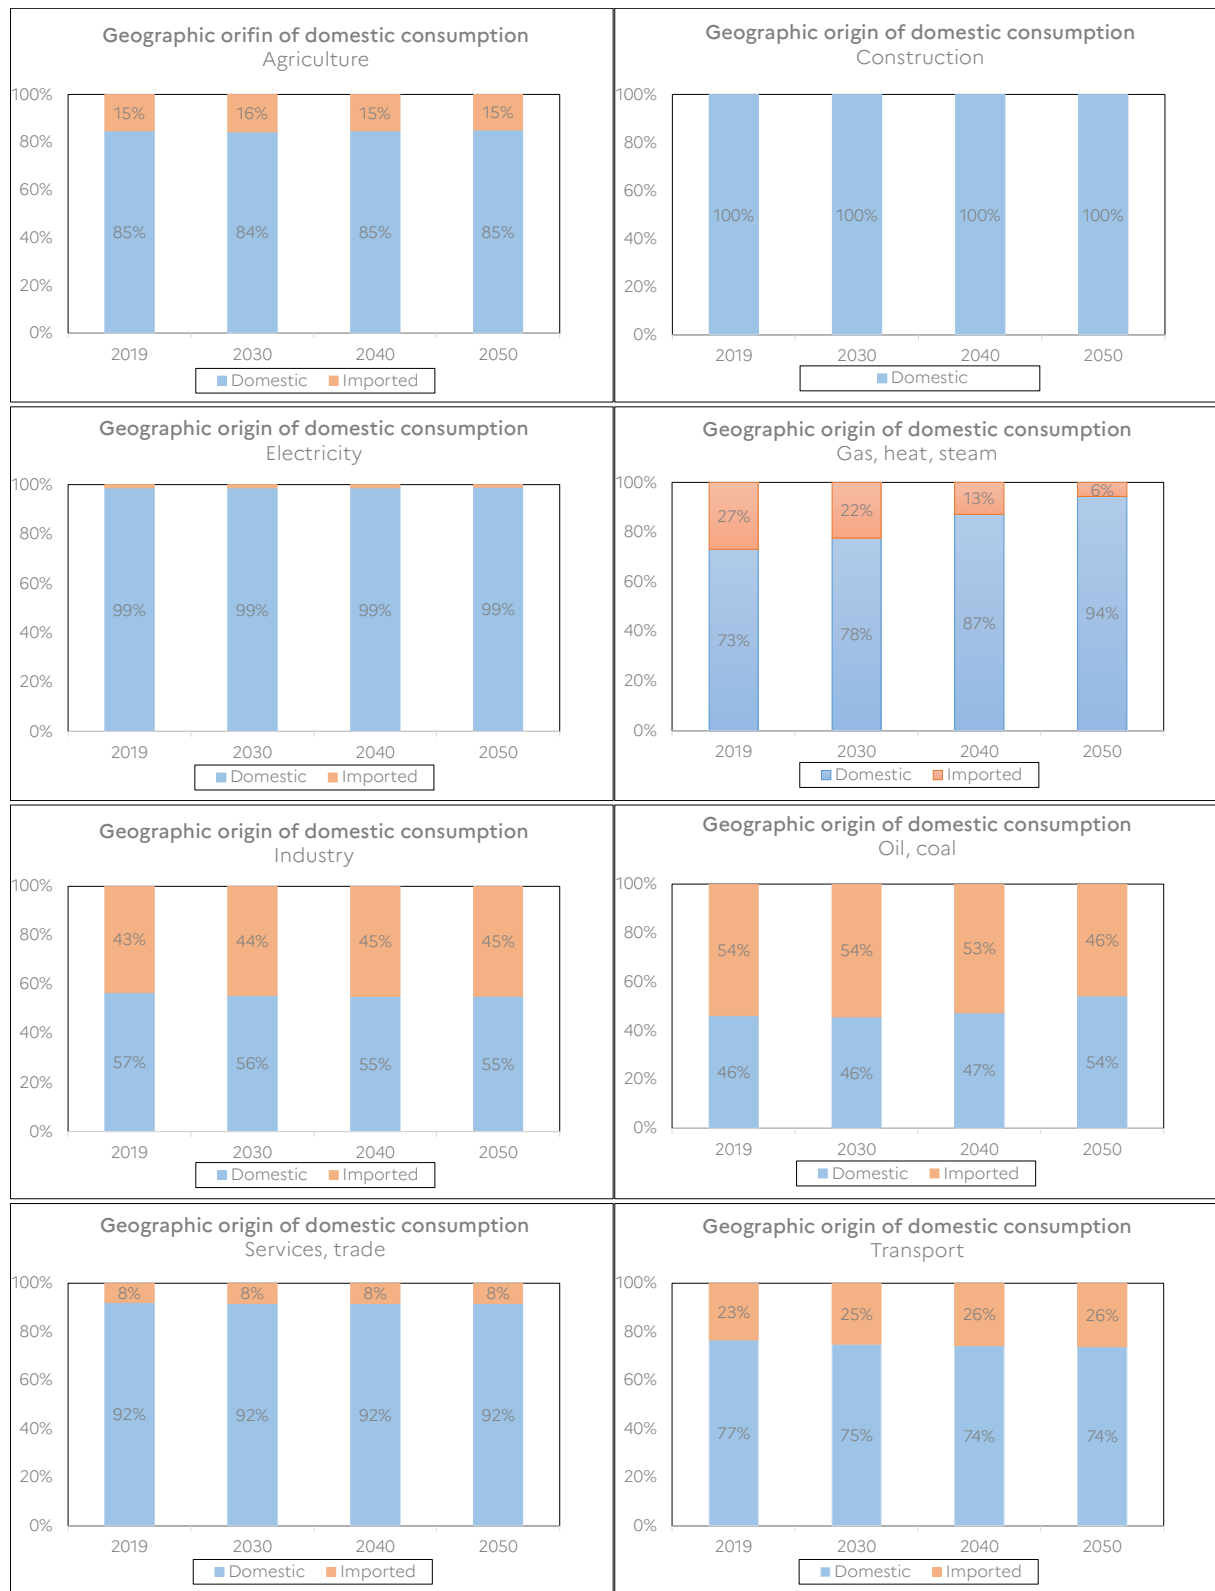 Geographic orifin of domestic consumption
Agriculture
100%
80%
60%
40%
20%
0%
15% 16% 15% 15%
85% 84% 85% 85%
2019 2030 2040 2050
Domestic Imported
Geographic origin of domestic consumption
Construction
100%
80%
60%
40%
20%
0%
100% 100% 100% 100%
2019 2030 2040 2050
Domestic
Geographic origin of domestic consumption
Electricity
100%
80%
60%
40%
20%
0%
99% 99% 99% 99%
2019 2030 2040 2050
Domestic Imported
Geographic origin of domestic consumption
Gas, heat, steam
100%
80%
60%
40%
20%
0%
27% 22% 13% 6%
73% 78% 87% 94%
2019 2030 2040 2050
Domestic Imported
Geographic origin of domestic consumption
Industry
100%
80%
60%
40%
20%
0%
43% 44% 45% 45%
57% 56% 55% 55%
2019 2030 2040 2050
Domestic Imported
Geographic origin of domestic consumption
Oil, coal
100%
80%
60%
40%
20%
0%
54% 54% 53% 46%
46% 46% 47% 54%
2019 2030 2040 2050
Domestic Imported
Geographic origin of domestic consumption
Services, trade
100%
80%
60%
40%
20%
0%
8% 8% 8% 8%
92% 92% 92% 92%
2019 2030 2040 2050
Domestic Imported
Geographic origin of domestic consumption
Transport
100%
80%
60%
40%
20%
0%
23% 25% 26% 26%
77% 75% 74% 74%
2019 2030 2040 2050
Domestic Imported